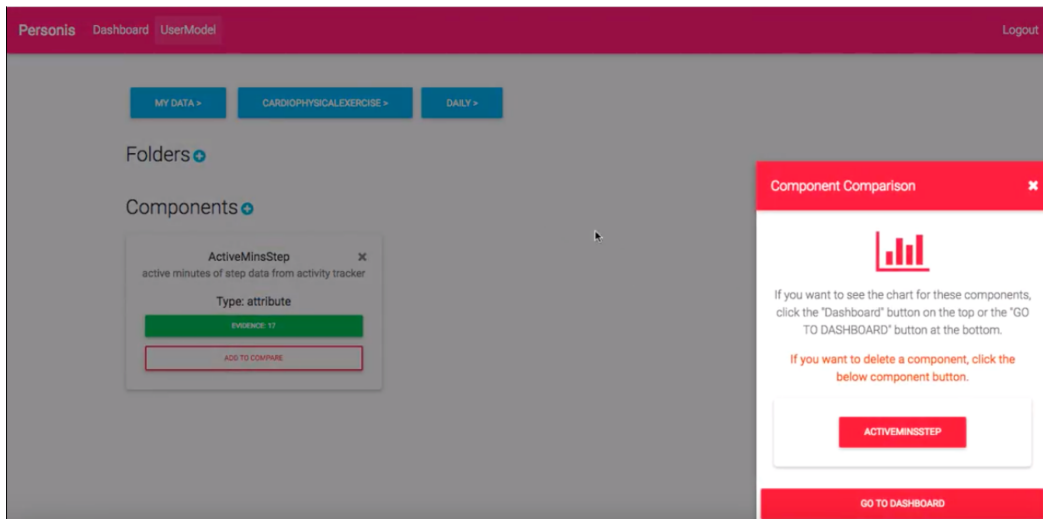 Personis Dashboard UserModel Logout
MY DATA > CARDIOPHYSICALEXERCISE > DAILY >
Folders
Components
ActiveMinsStep
active minutes of step data from activity tracker
Type: attribute
EVIDENCE: 17
ADD TO COMPARE
Component Comparison
If you want to see the chart for these components,
click the "Dashboard" button on the top or the "GO
TO DASHBOARD" button at the bottom.
If you want to delete a component, click the
below component button.
ACTIVEMINSSTEP
GO TO DASHBOARD